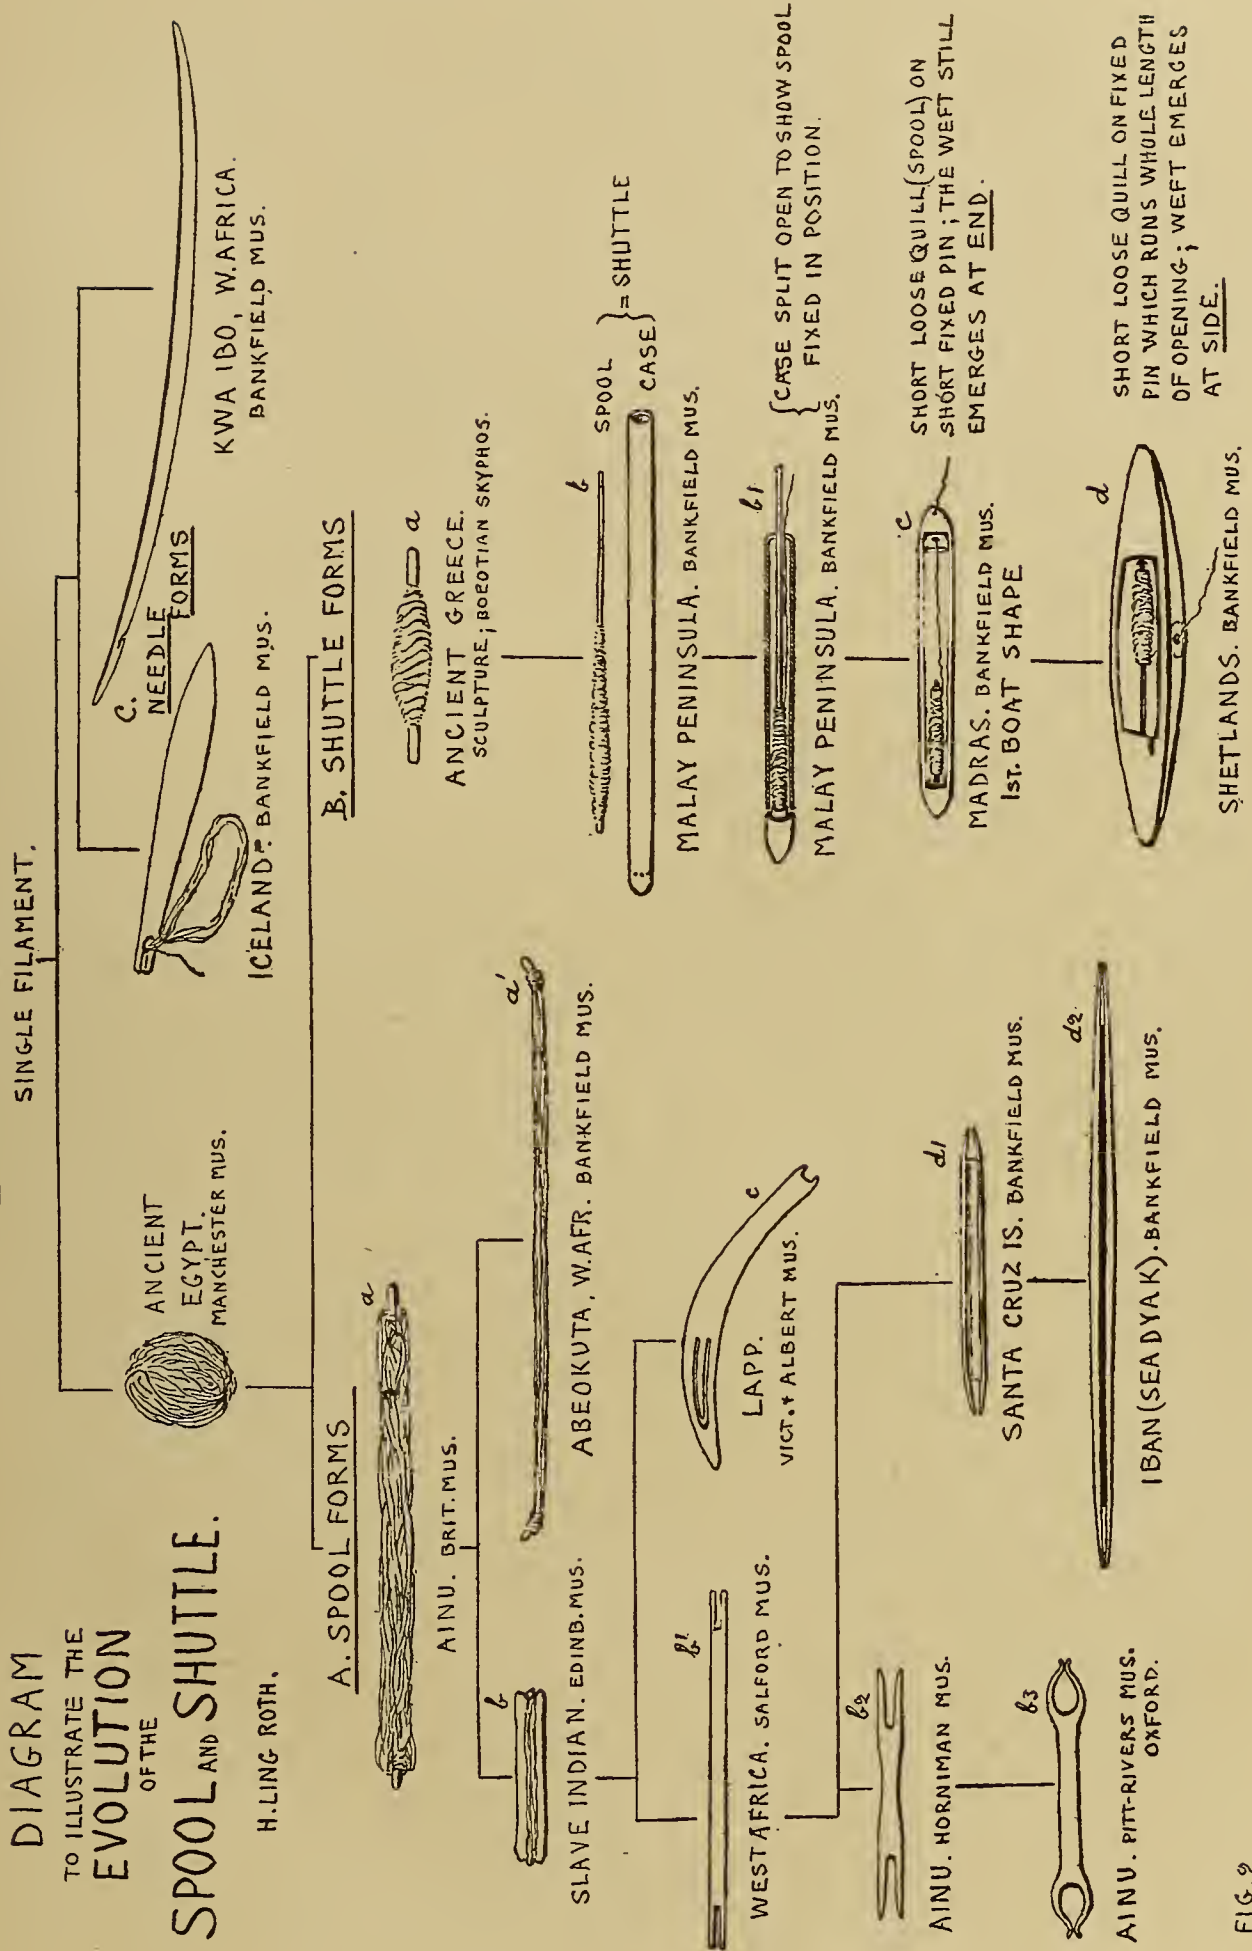 DIAGRAM
TO ILLUSTRATE THE
EVOLUTION
OF THE
SPOOL AND SHUTTLE.
H. LING ROTH.
SINGLE FILAMENT.
ANCIENT
EGYPT.
MANCHESTER MUS.
C.
NEEDLE
FORMS
ICELAND. BANKFIELD MUS.
KWA IBO, W. AFRICA.
BANKFIELD MUS.
A. SPOOL FORMS
a
AINU. BRIT. MUS.
b
SLAVE INDIAN. EDINB. MUS.
a'
ABEOKUTA, W. AFR. BANKFIELD MUS.
b1
WEST AFRICA. SALFORD MUS.
c
LAPP.
VICT. & ALBERT MUS.
b2
AINU. HORNIMAN MUS.
b3
AINU. PITT-RIVERS MUS.
OXFORD.
d1
SANTA CRUZ IS. BANKFIELD MUS.
d2
IBAN (SEA DYAK). BANKFIELD MUS.
B. SHUTTLE FORMS
a
ANCIENT GREECE.
SCULPTURE; BOEOTIAN SKYPHOS.
b
SPOOL
CASE
} = SHUTTLE
MALAY PENINSULA. BANKFIELD MUS.
b1
{CASE SPLIT OPEN TO SHOW SPOOL
FIXED IN POSITION.
MALAY PENINSULA. BANKFIELD MUS.
c
SHORT LOOSE QUILL (SPOOL) ON
SHORT FIXED PIN; THE WEFT STILL
EMERGES AT END.
MADRAS. BANKFIELD MUS.
1ST. BOAT SHAPE
d
SHORT LOOSE QUILL ON FIXED
PIN WHICH RUNS WHOLE LENGTH
OF OPENING; WEFT EMERGES
AT SIDE.
SHETLANDS. BANKFIELD MUS.
FIG. 9